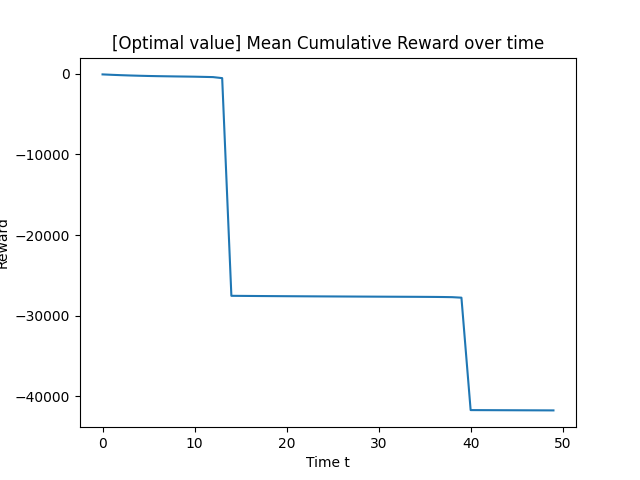 [Optimal value] Mean Cumulative Reward over time
0
−10000
−20000
−30000
−40000
Reward
0 10 20 30 40 50
Time t